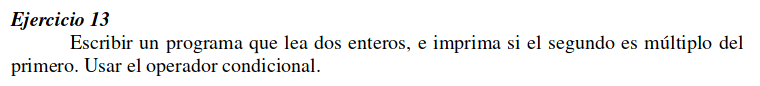 Ejercicio 13
Escribir un programa que lea dos enteros, e imprima si el segundo es múltiplo del
primero. Usar el operador condicional.